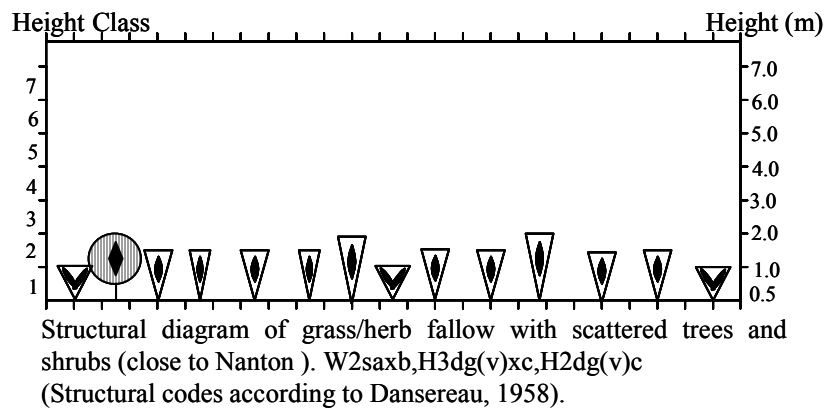 Height Class Height (m)
7 7.0
6 6.0
5 5.0
4 4.0
3 3.0
2 2.0
1 1.0
0.5
Structural diagram of grass/herb fallow with scattered trees and
shrubs (close to Nanton ). W2saxb,H3dg(v)xc,H2dg(v)c
(Structural codes according to Dansereau, 1958).